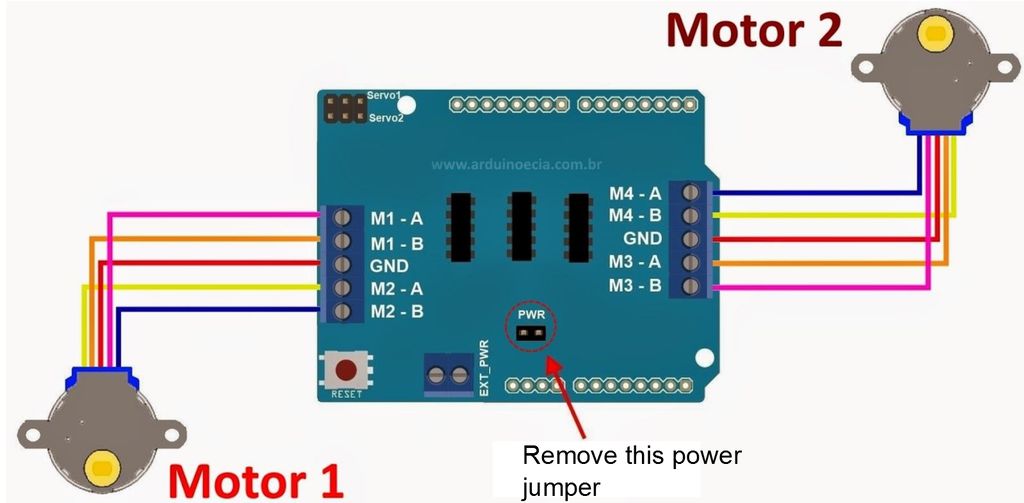 Motor 2
Servo1
Servo2
www.arduinoecia.com.br
M1 - A
M1 - B
GND
M2 - A
M2 - B
M4 - A
M4 - B
GND
M3 - A
M3 - B
PWR
EXT_PWR
RESET
Motor 1
Remove this power
jumper